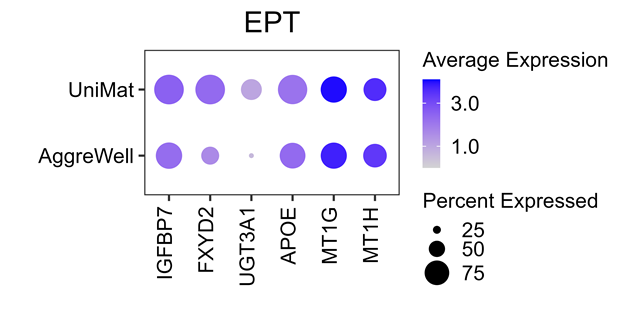 EPT
UniMat
AggreWell
IGFBP7
FXYD2
UGT3A1
APOE
MT1G
MT1H
Average Expression
3.0
1.0
Percent Expressed
25
50
75